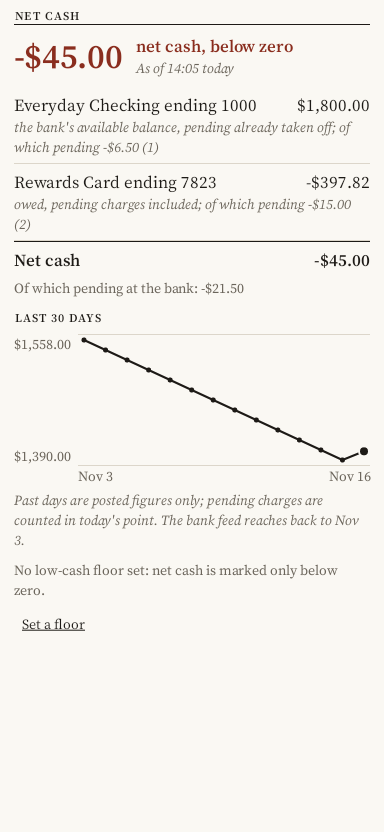 NET CASH
-$45.00
net cash, below zero
As of 14:05 today
Everyday Checking ending 1000 $1,800.00
the bank's available balance, pending already taken off; of
which pending -$6.50 (1)
Rewards Card ending 7823 -$397.82
owed, pending charges included; of which pending -$15.00
(2)
Net cash -$45.00
Of which pending at the bank: -$21.50
LAST 30 DAYS
$1,558.00
$1,390.00
Nov 3 Nov 16
Past days are posted figures only; pending charges are
counted in today's point. The bank feed reaches back to Nov
3.
No low-cash floor set: net cash is marked only below
zero.
Set a floor